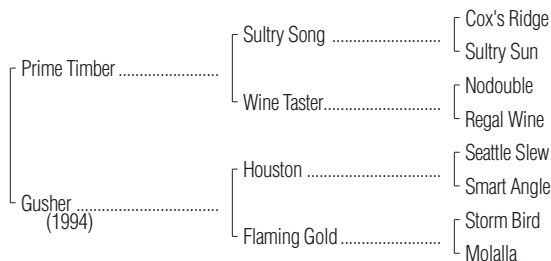 Cox's Ridge
Sultry Song ..............................
Sultry Sun
Prime Timber ............................
Nodouble
Wine Taster................................
Regal Wine
Seattle Slew
Houston .....................................
Smart Angle
Gusher ........................................
(1994)
Storm Bird
Flaming Gold ...........................
Molalla